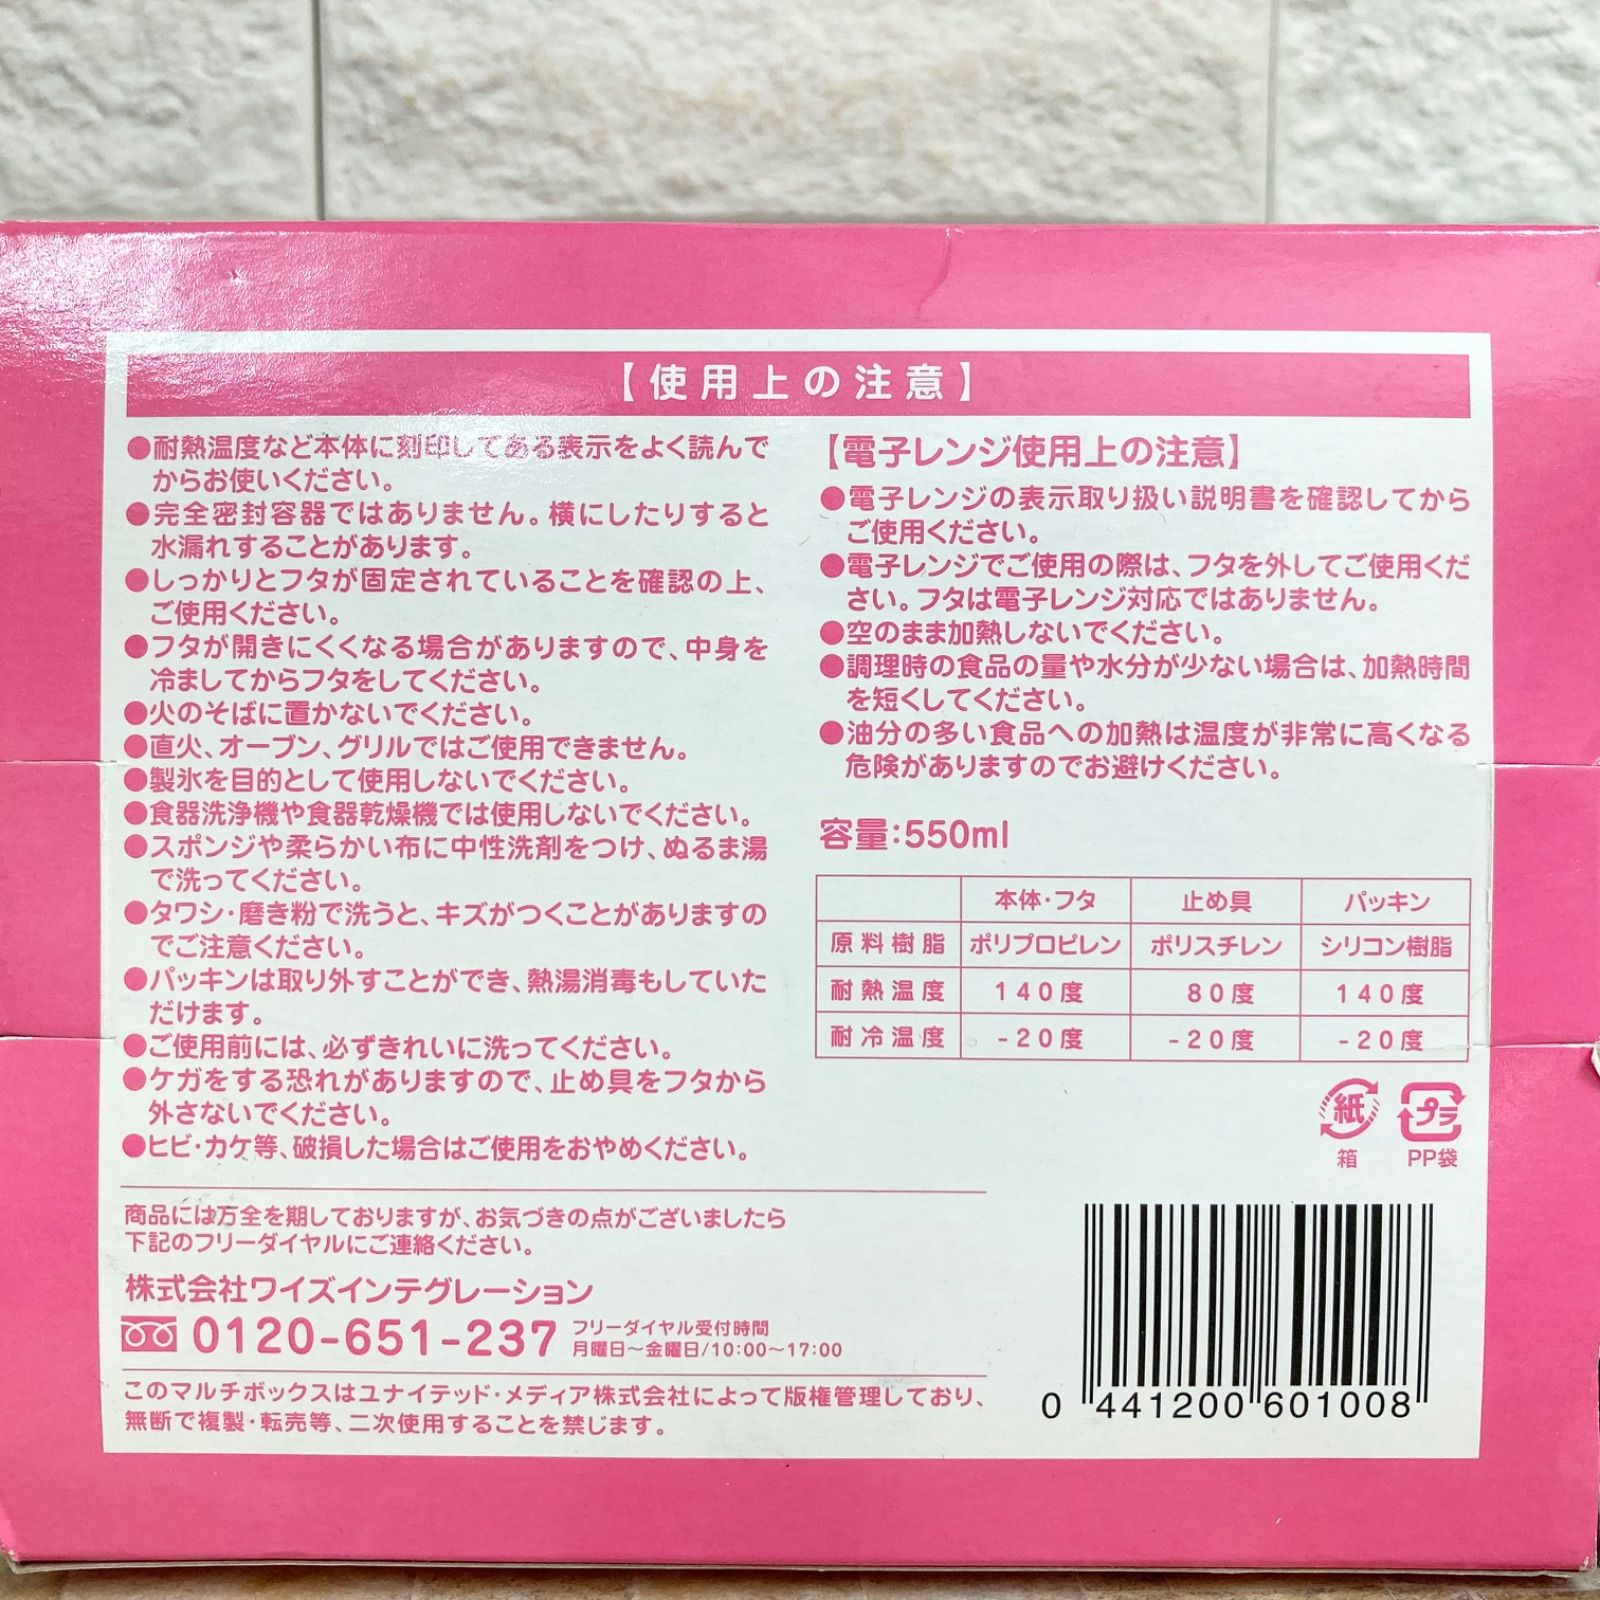 【使用上の注意】
●耐熱温度など本体に刻印してある表示をよく読んで
からお使いください。
●完全密封容器ではありません。横にしたりすると
水漏れすることがあります。
●しっかりとフタが固定されていることを確認の上、
ご使用ください。
●フタが開きにくくなる場合がありますので、中身を
冷ましてからフタをしてください。
●火のそばに置かないでください。
●直火、オーブン、グリルではご使用できません。
●製氷を目的として使用しないでください。
●食器洗浄機や食器乾燥機では使用しないでください。
●スポンジや柔らかい布に中性洗剤をつけ、ぬるま湯
で洗ってください。
●タワシ・磨き粉で洗うと、キズがつくことがありますの
でご注意ください。
●パッキンは取り外すことができ、熱湯消毒もしていた
だけます。
●ご使用前には、必ずきれいに洗ってください。
●ケガをする恐れがありますので、止め具をフタから
外さないでください。
●ヒビ・カケ等、破損した場合はご使用をおやめください。
【電子レンジ使用上の注意】
●電子レンジの表示取り扱い説明書を確認してから
ご使用ください。
●電子レンジでご使用の際は、フタを外してご使用くだ
さい。フタは電子レンジ対応ではありません。
●空のまま加熱しないでください。
●調理時の食品の量や水分が少ない場合は、加熱時間
を短くしてください。
●油分の多い食品への加熱は温度が非常に高くなる
危険がありますのでお避けください。
容量:550ml
本体・フタ 止め具 パッキン
原料樹脂 ポリプロピレン ポリスチレン シリコン樹脂
耐熱温度 140度 80度 140度
耐冷温度 -20度 -20度 -20度
紙 プラ
箱 PP袋
商品には万全を期しておりますが、お気づきの点がございましたら
下記のフリーダイヤルにご連絡ください。
株式会社ワイズインテグレーション
0120-651-237 フリーダイヤル受付時間
月曜日～金曜日/10:00～17:00
このマルチボックスはユナイテッド・メディア株式会社によって版権管理しており、
無断で複製・転売等、二次使用することを禁じます。
0 441200 601008